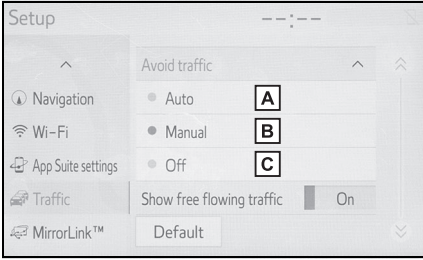 Setup
--:--
Avoid traffic
Navigation
Auto
A
Wi-Fi
Manual
B
App Suite settings
Off
C
Traffic
Show free flowing traffic
On
MirrorLink™
Default